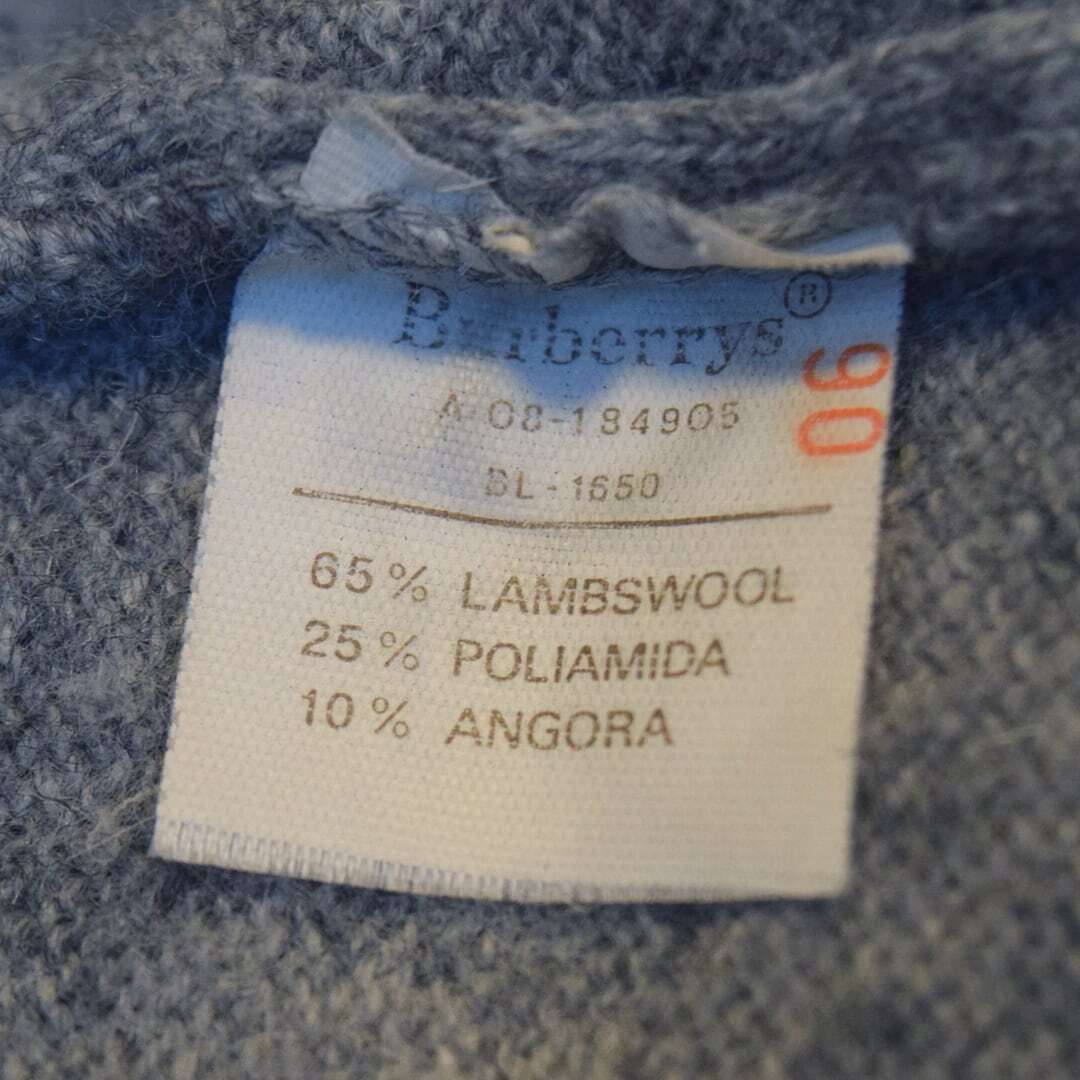 Burberrys®
A 08-184905
BL-1650
65% LAMBSWOOL
25% POLIAMIDA
10% ANGORA
90